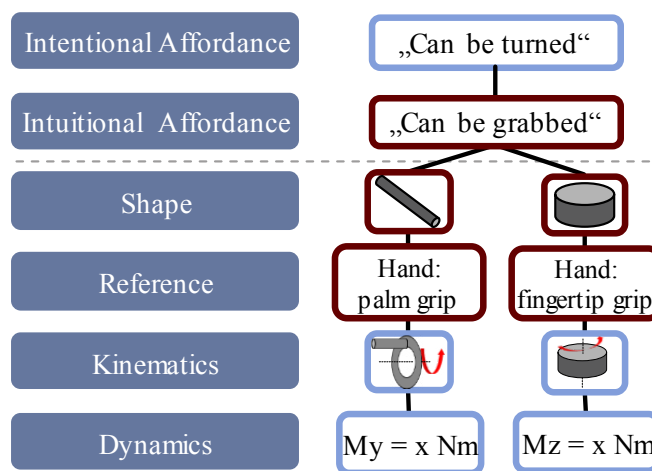 Intentional Affordance
„Can be turned“
Intuitional Affordance
„Can be grabbed“
Shape
Reference
Hand:
palm grip
Hand:
fingertip grip
Kinematics
Dynamics
My = x Nm
Mz = x Nm